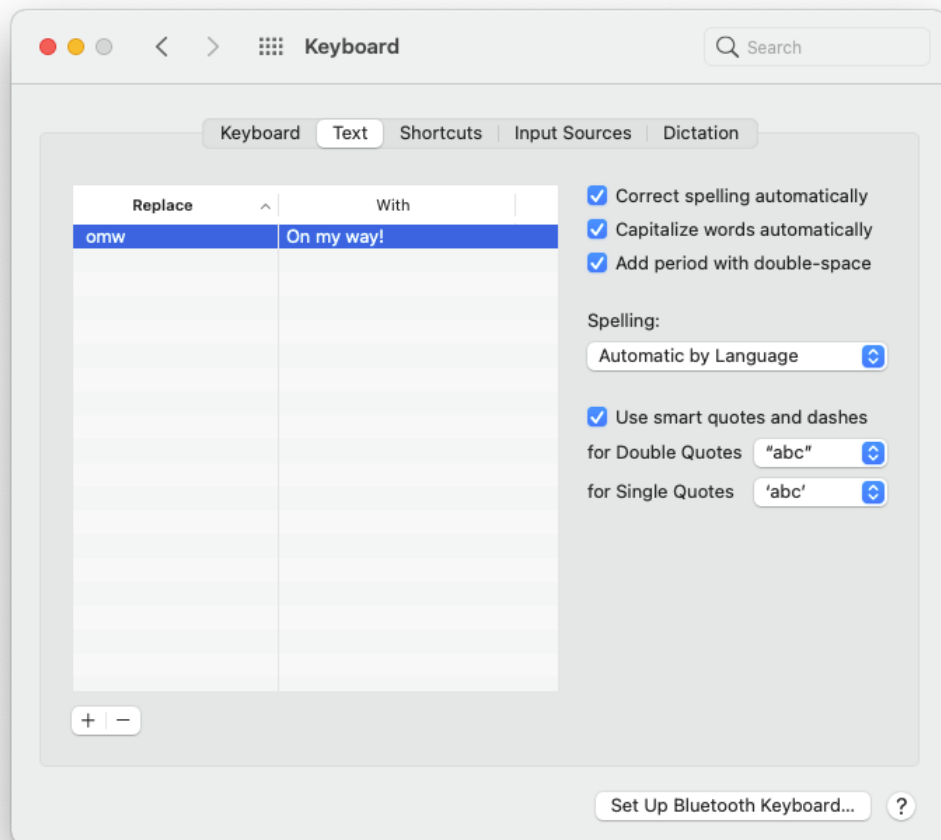 Keyboard
Search
Keyboard Text Shortcuts Input Sources Dictation
Replace With
omw On my way!
Correct spelling automatically
Capitalize words automatically
Add period with double-space
Spelling:
Automatic by Language
Use smart quotes and dashes
for Double Quotes “abc”
for Single Quotes ‘abc’
+ −
Set Up Bluetooth Keyboard... ?